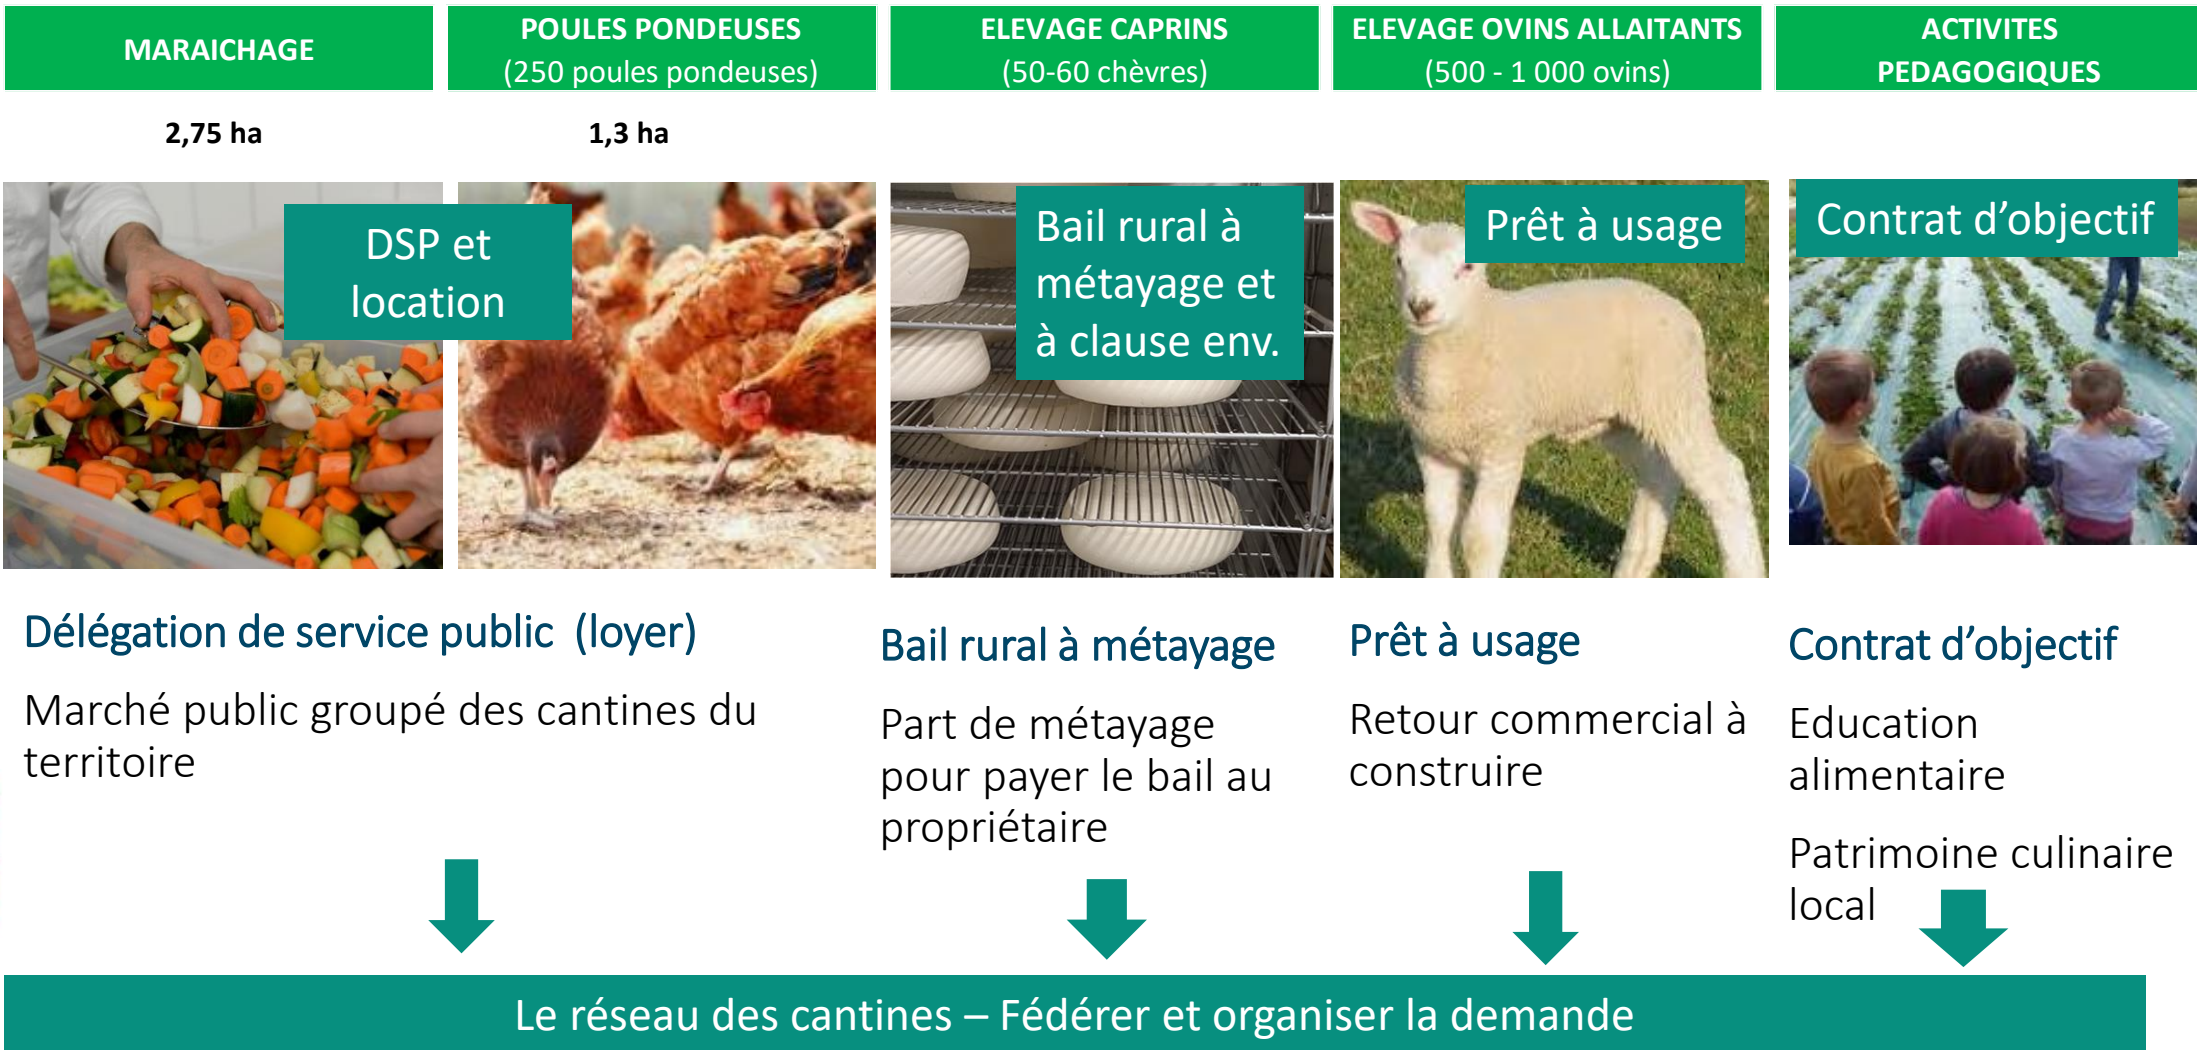 MARAICHAGE
POULES PONDEUSES
(250 poules pondeuses)
ELEVAGE CAPRINS
(50-60 chèvres)
ELEVAGE OVINS ALLAITANTS
(500 - 1 000 ovins)
ACTIVITES
PEDAGOGIQUES
2,75 ha
1,3 ha
DSP et
location
Bail rural à
métayage et
à clause env.
Prêt à usage
Contrat d’objectif
Délégation de service public (loyer)
Marché public groupé des cantines du
territoire
Bail rural à métayage
Part de métayage
pour payer le bail au
propriétaire
Prêt à usage
Retour commercial à
construire
Contrat d’objectif
Education
alimentaire
Patrimoine culinaire
local
Le réseau des cantines – Fédérer et organiser la demande